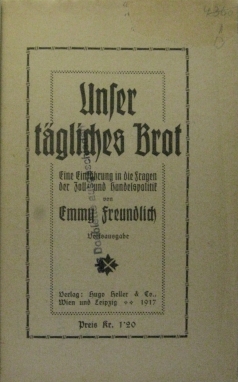 Unser
tägliches Brot
Eine Einführung in die Fragen
der Zoll- und Handelspolitik
von
Emmy Freundlich
Volksausgabe
Verlag: Hugo Heller & Co.,
Wien und Leipzig ** 1917
Preis Kr. 1'20